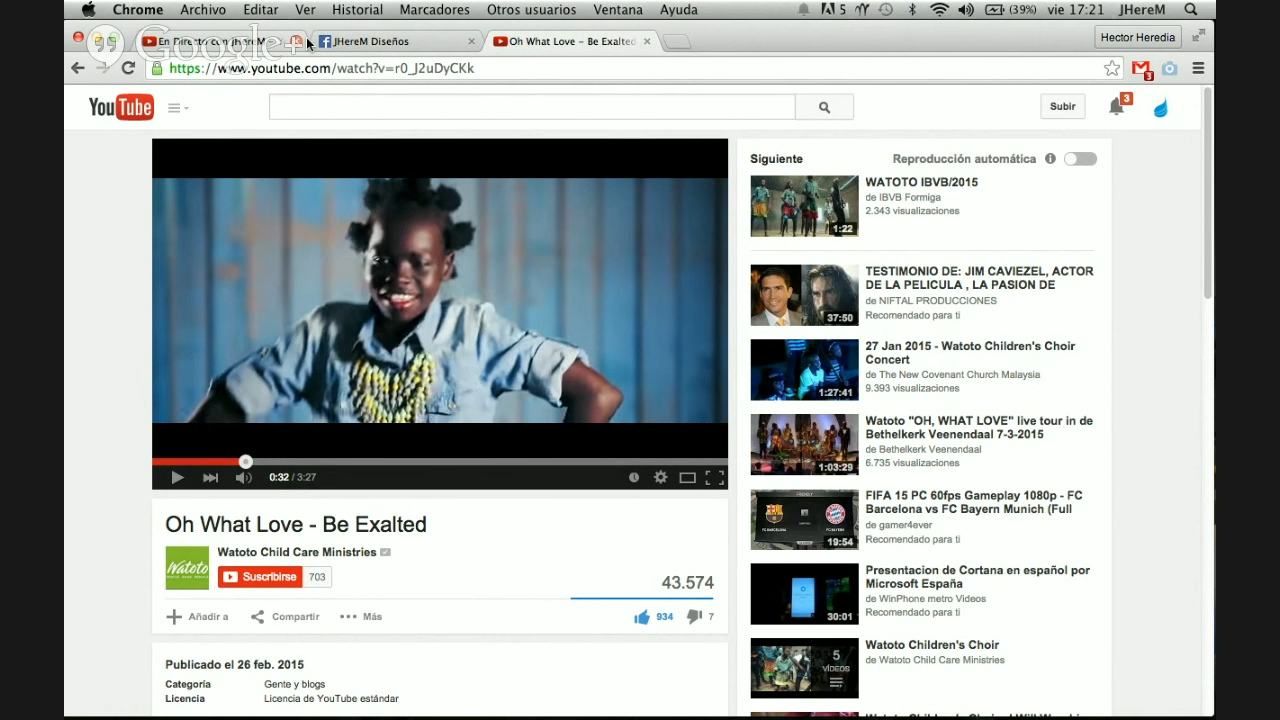 Chrome Archivo Editar Ver Historial Marcadores Otros usuarios Ventana Ayuda 5 (39%) vie 17:21 JHereM
Google+
En Directo con JHereM JHereM Diseños Oh What Love - Be Exalted Hector Heredia
https://www.youtube.com/watch?v=r0_J2uDyCKk 3
YouTube Subir 3
Siguiente Reproducción automática
WATOTO IBVB/2015
de IBVB Formiga
2.343 visualizaciones
1:22
TESTIMONIO DE: JIM CAVIEZEL, ACTOR
DE LA PELICULA , LA PASION DE
de NIFTAL PRODUCCIONES
Recomendado para ti
37:50
27 Jan 2015 - Watoto Children's Choir
Concert
de The New Covenant Church Malaysia
9.393 visualizaciones
1:27:41
Watoto "OH, WHAT LOVE" live tour in de
Bethelkerk Veenendaal 7-3-2015
de Bethelkerk Veenendaal
6.735 visualizaciones
1:03:29
FIFA 15 PC 60fps Gameplay 1080p - FC
Barcelona vs FC Bayern Munich (Full
de gamer4ever
Recomendado para ti
19:54
Presentacion de Cortana en español por
Microsoft España
de WinPhone metro Videos
Recomendado para ti
30:01
Watoto Children's Choir
de Watoto Child Care Ministries
5
VÍDEOS
0:32 / 3:27
Oh What Love - Be Exalted
Watoto
Watoto Child Care Ministries
Suscribirse 703
43.574
Añadir a Compartir Más 934 7
Publicado el 26 feb. 2015
Categoría Gente y blogs
Licencia Licencia de YouTube estándar